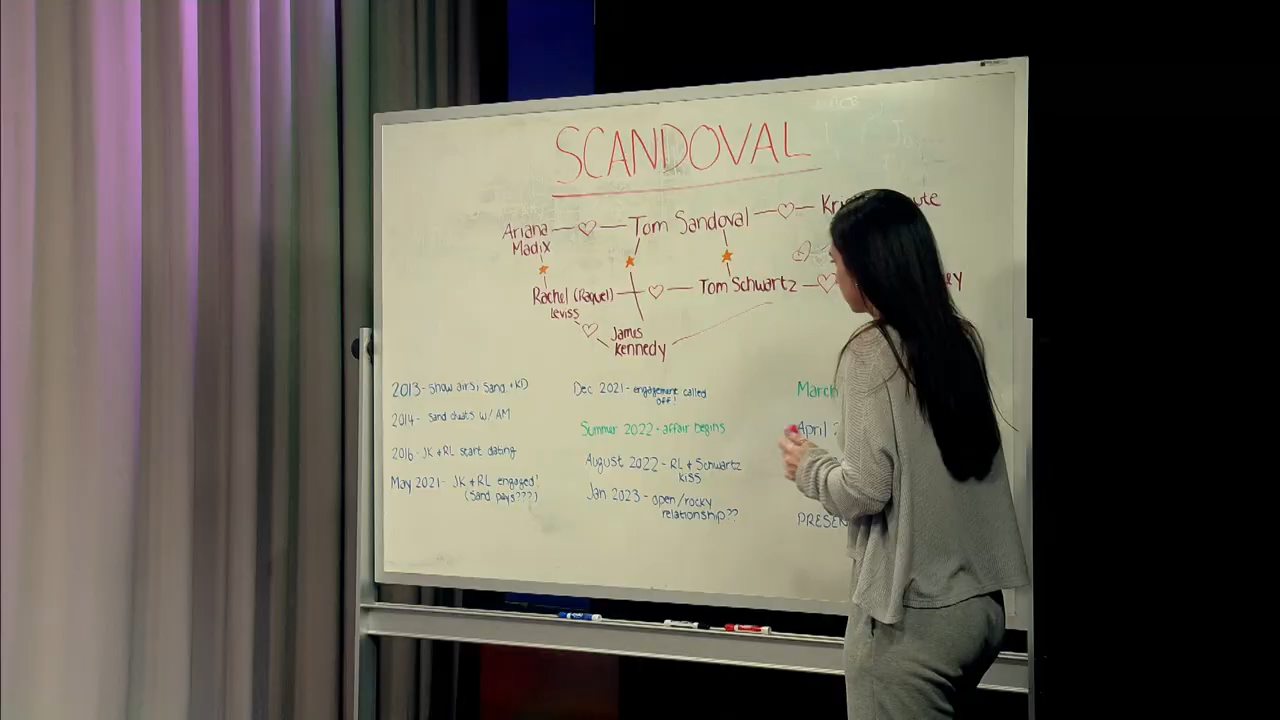 SCANDOVAL
Ariana
Madix
Tom Sandoval
Rachel (Raquel)
Leviss
Tom Schwartz
James
Kennedy
2013 - show airs; Sand. + KD
2014 - Sand cheats w/ AM
2016 - JK + RL start dating
May 2021 - JK + RL engaged!
(Sand pays???)
Dec 2021 - engagement called
off!
Summer 2022 - affair begins
August 2022 - RL + Schwartz
kiss
Jan 2023 - open/rocky
relationship??
March
April